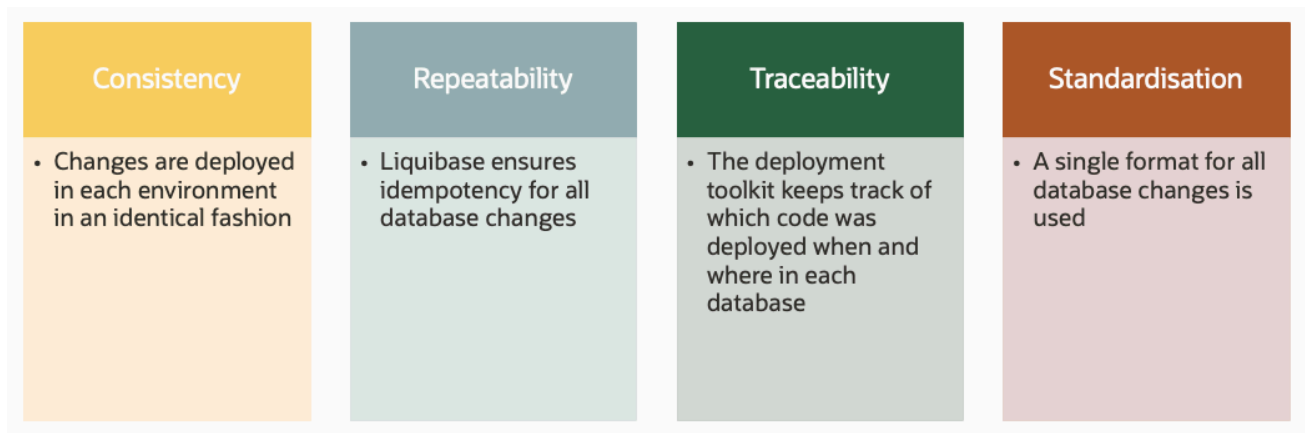 Consistency
• Changes are deployed
in each environment
in an identical fashion
Repeatability
• Liquibase ensures
idempotency for all
database changes
Traceability
• The deployment
toolkit keeps track of
which code was
deployed when and
where in each
database
Standardisation
• A single format for all
database changes is
used